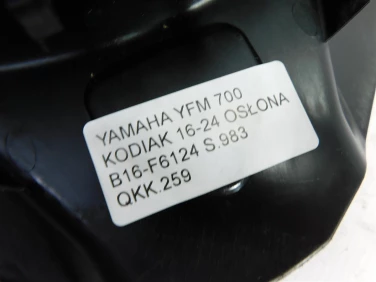 YAMAHA YFM 700
KODIAK 16-24 OSŁONA
B16-F6124 S.983
QKK.259